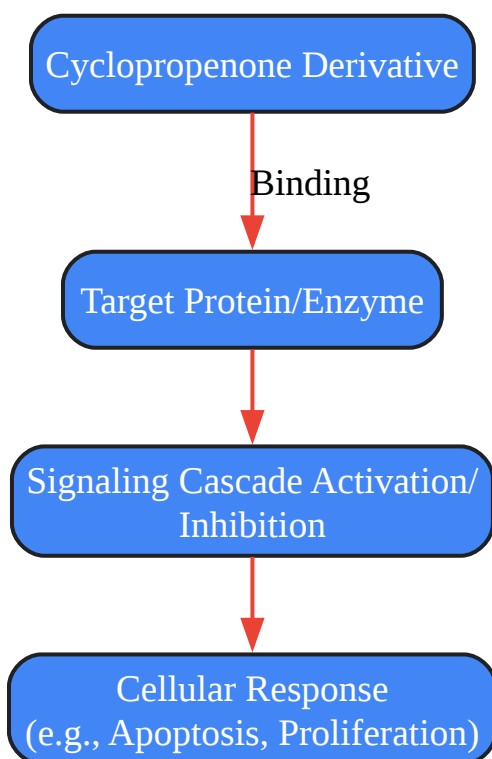 Cyclopropenone Derivative
Binding
Target Protein/Enzyme
Signaling Cascade Activation/
Inhibition
Cellular Response
(e.g., Apoptosis, Proliferation)